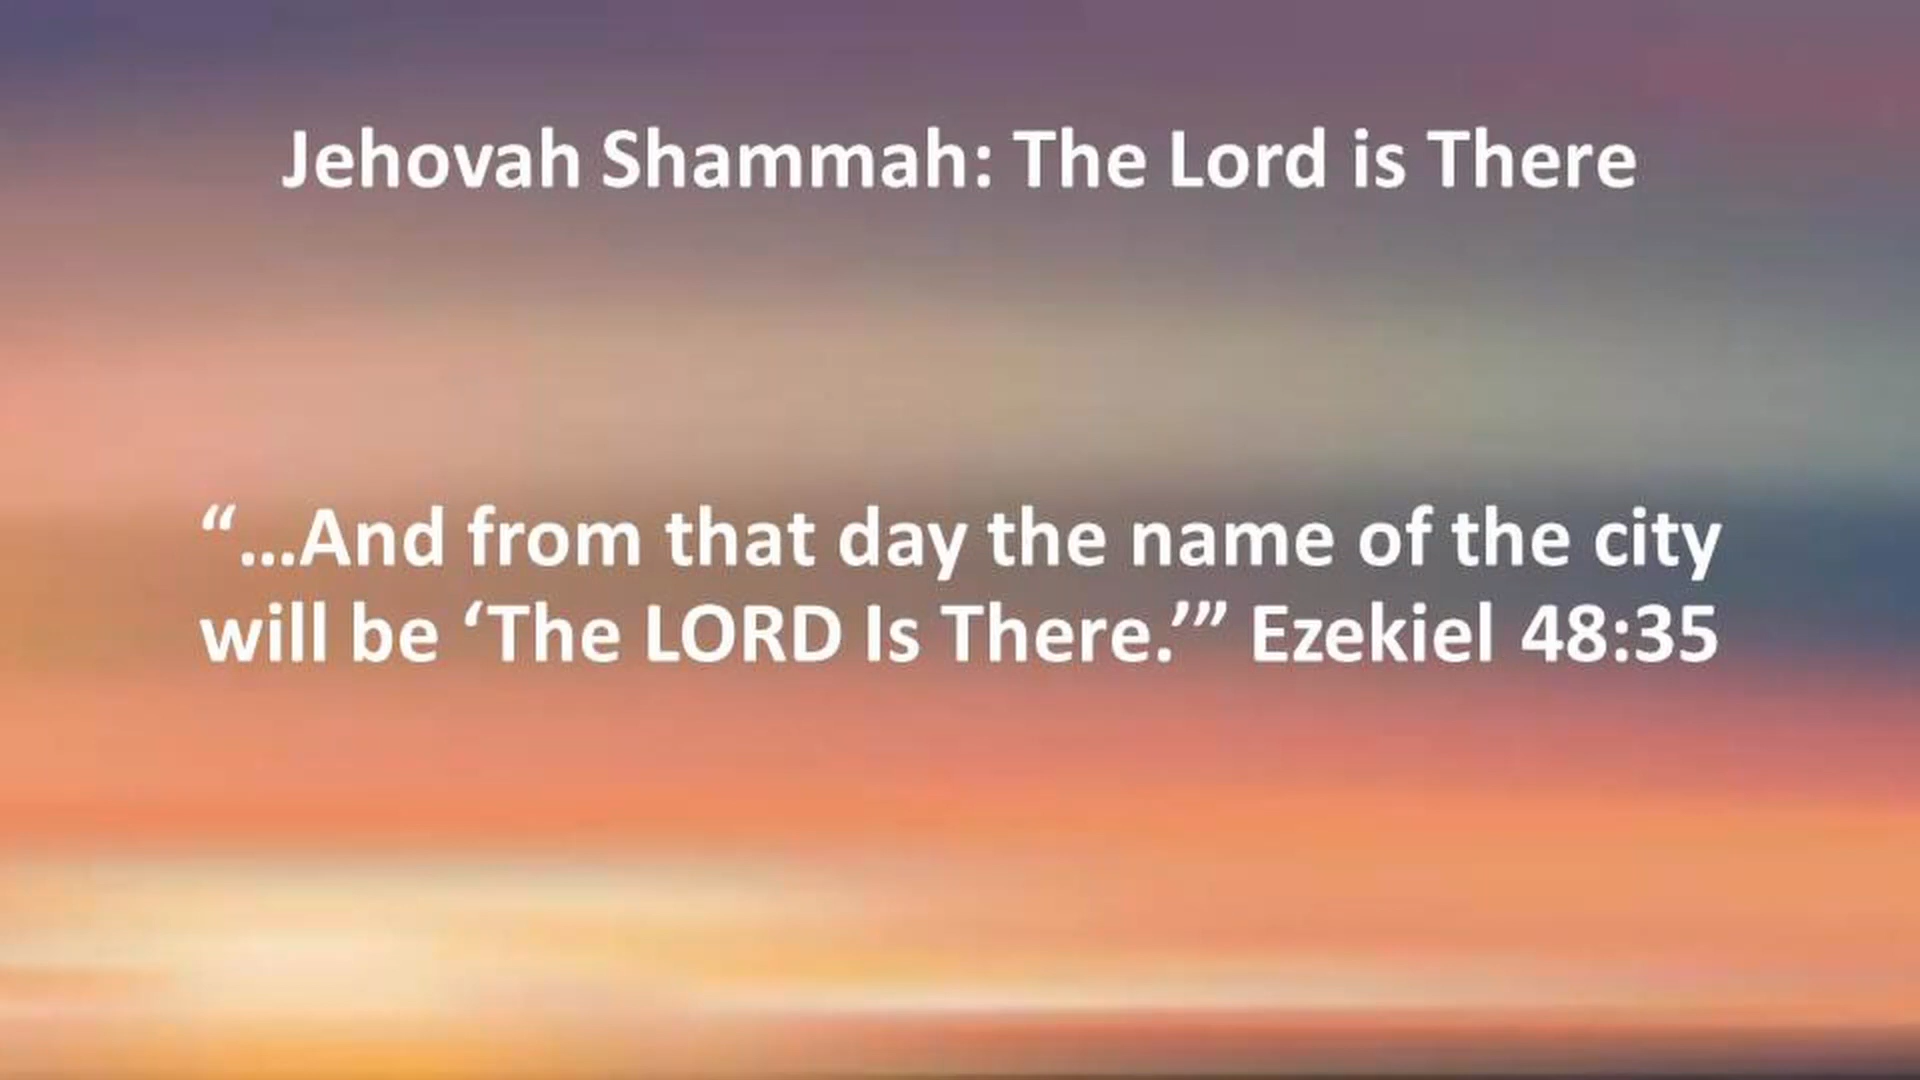 Jehovah Shammah: The Lord is There
“...And from that day the name of the city
will be ‘The LORD Is There.’” Ezekiel 48:35